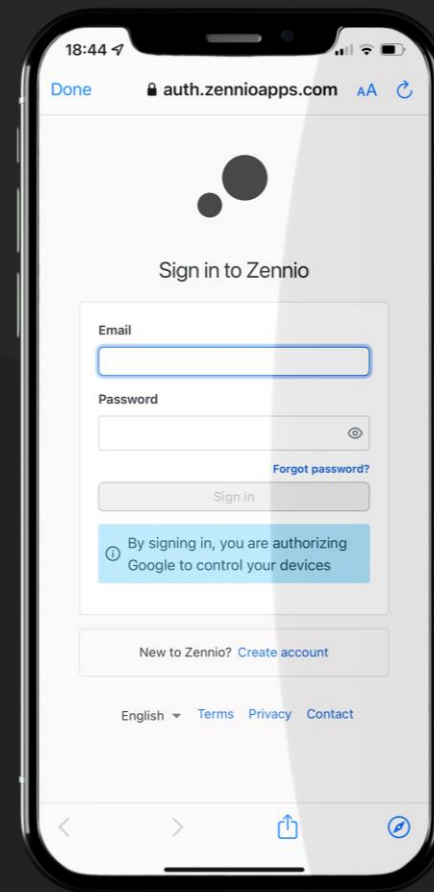 18:44
Done auth.zennioapps.com AA
Sign in to Zennio
Email
Password
Forgot password?
Sign in
By signing in, you are authorizing
Google to control your devices
New to Zennio? Create account
English Terms Privacy Contact